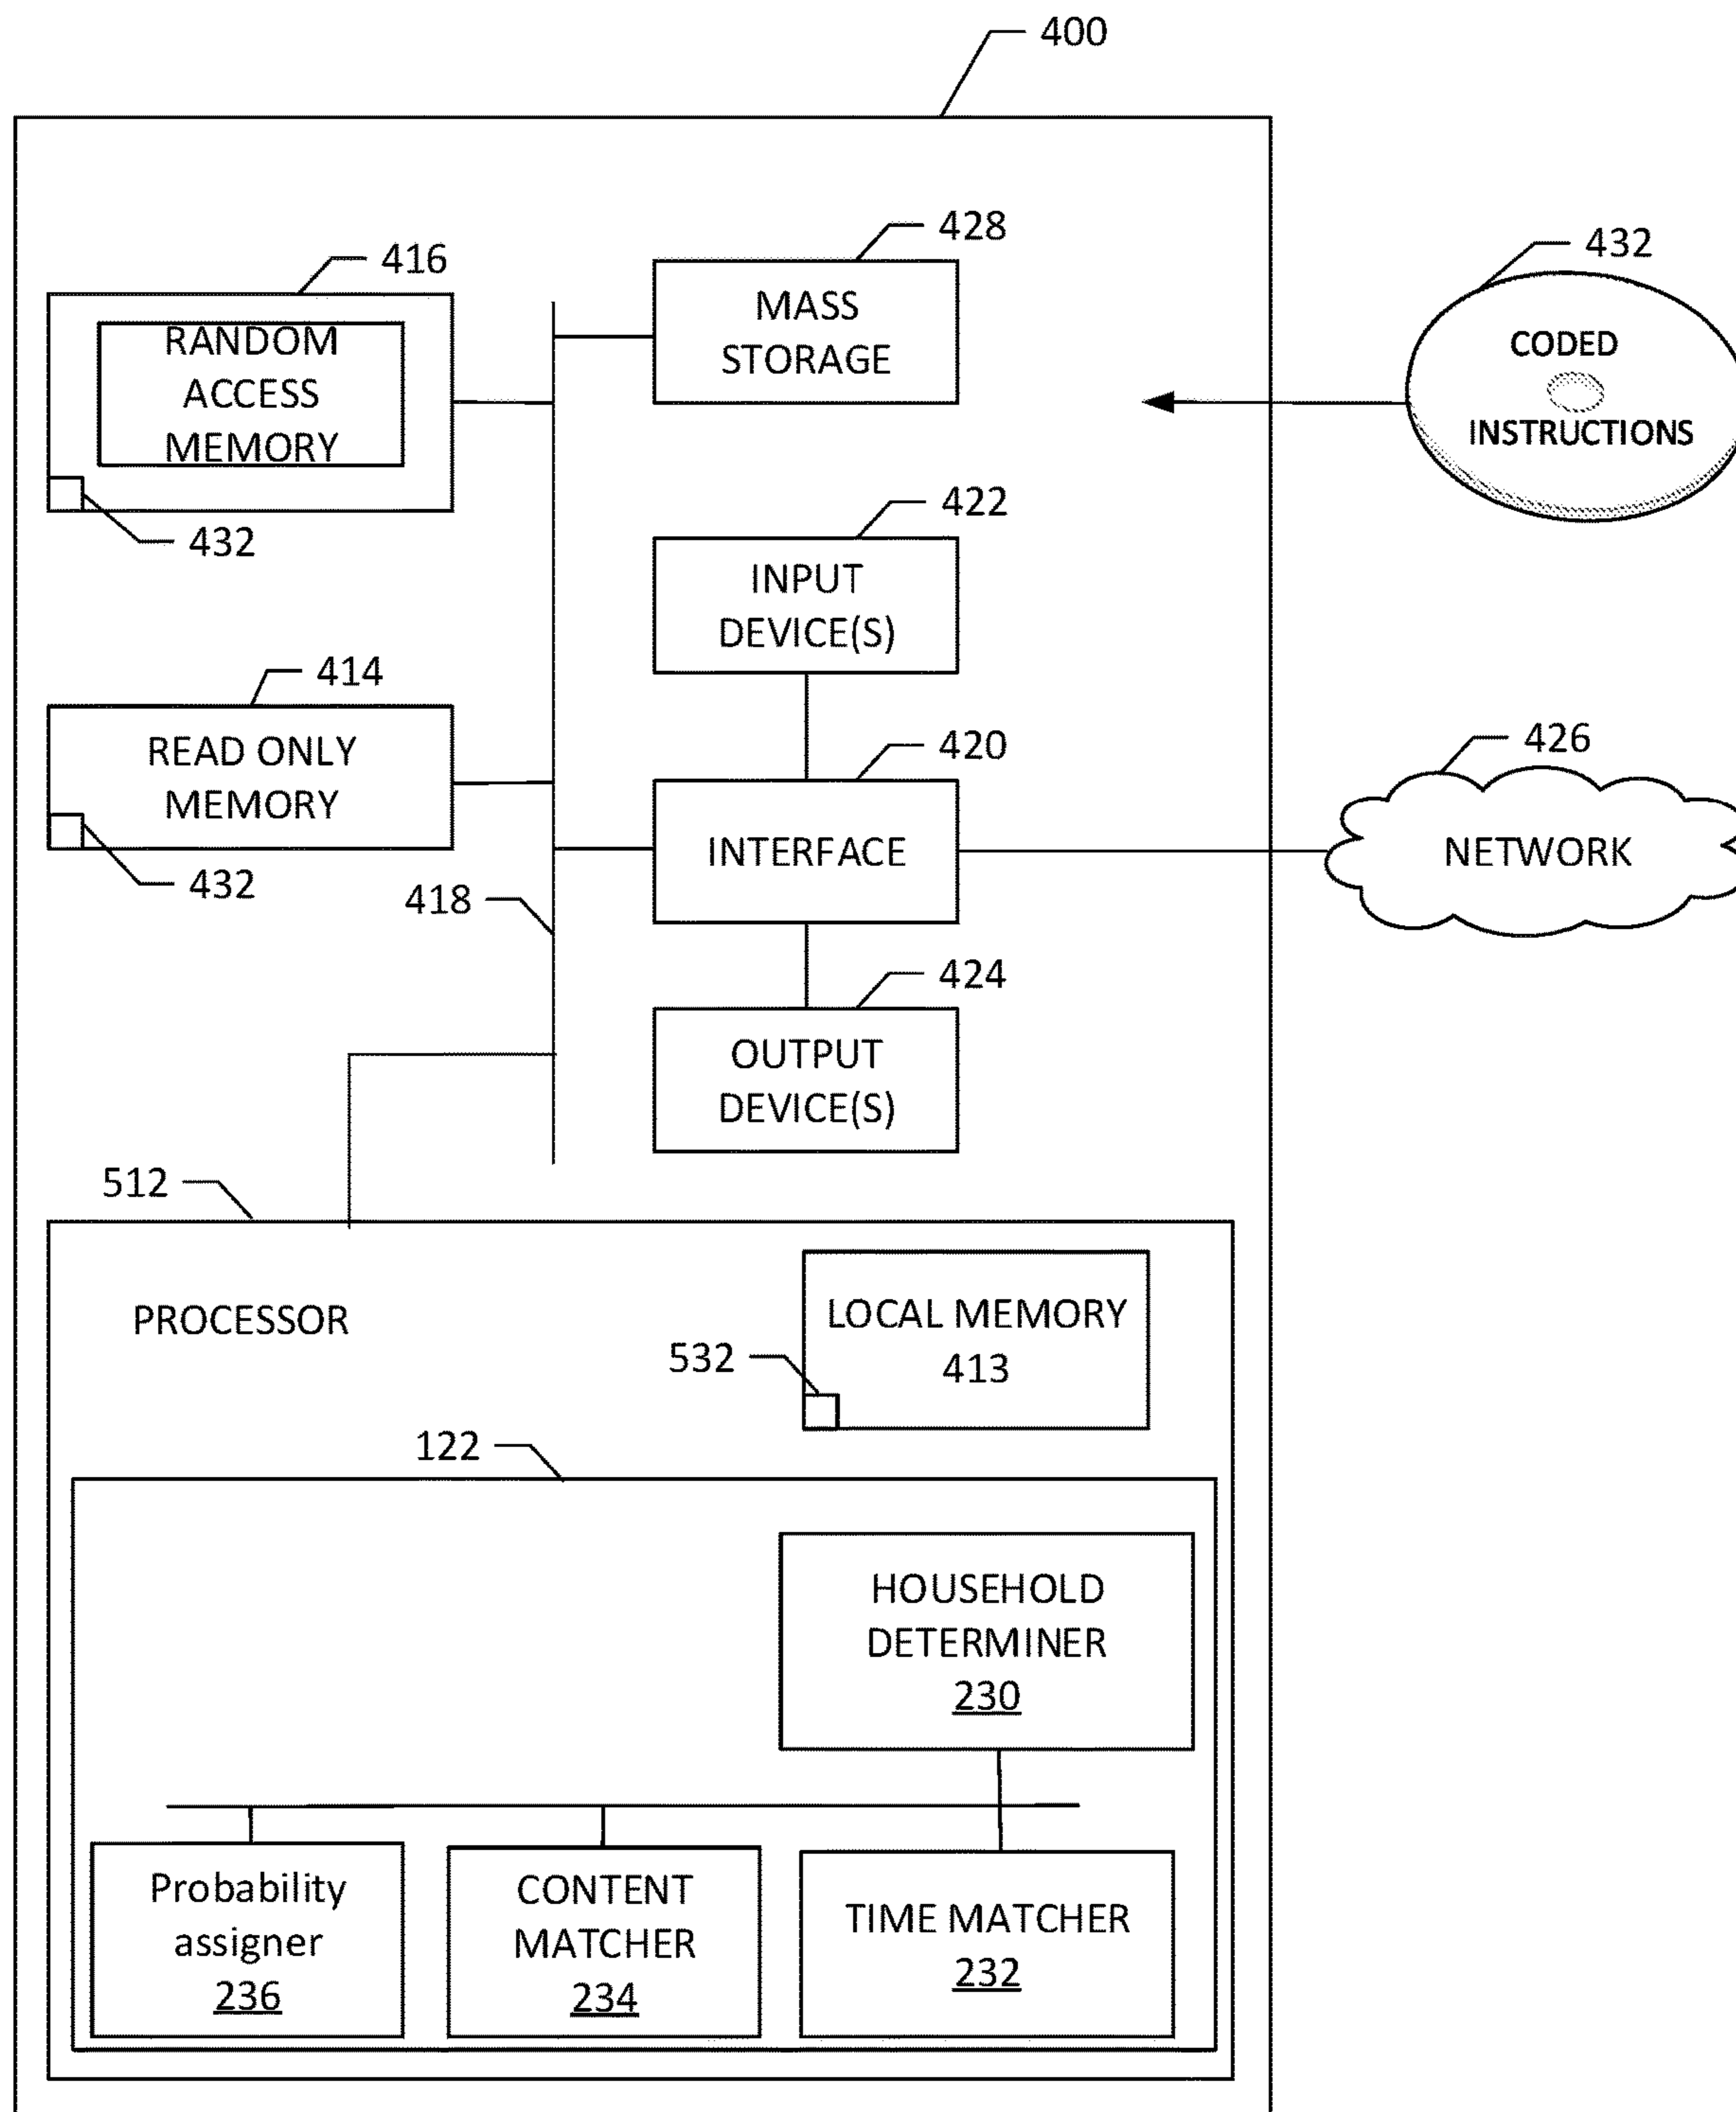 400
428
416
432
MASS
STORAGE
RANDOM
ACCESS
MEMORY
CODED
INSTRUCTIONS
432
422
INPUT
DEVICE(S)
414
READ ONLY
MEMORY
432
420
INTERFACE
426
NETWORK
418
424
OUTPUT
DEVICE(S)
512
PROCESSOR
LOCAL MEMORY
413
532
122
HOUSEHOLD
DETERMINER
230
Probability
assigner
236
CONTENT
MATCHER
234
TIME MATCHER
232